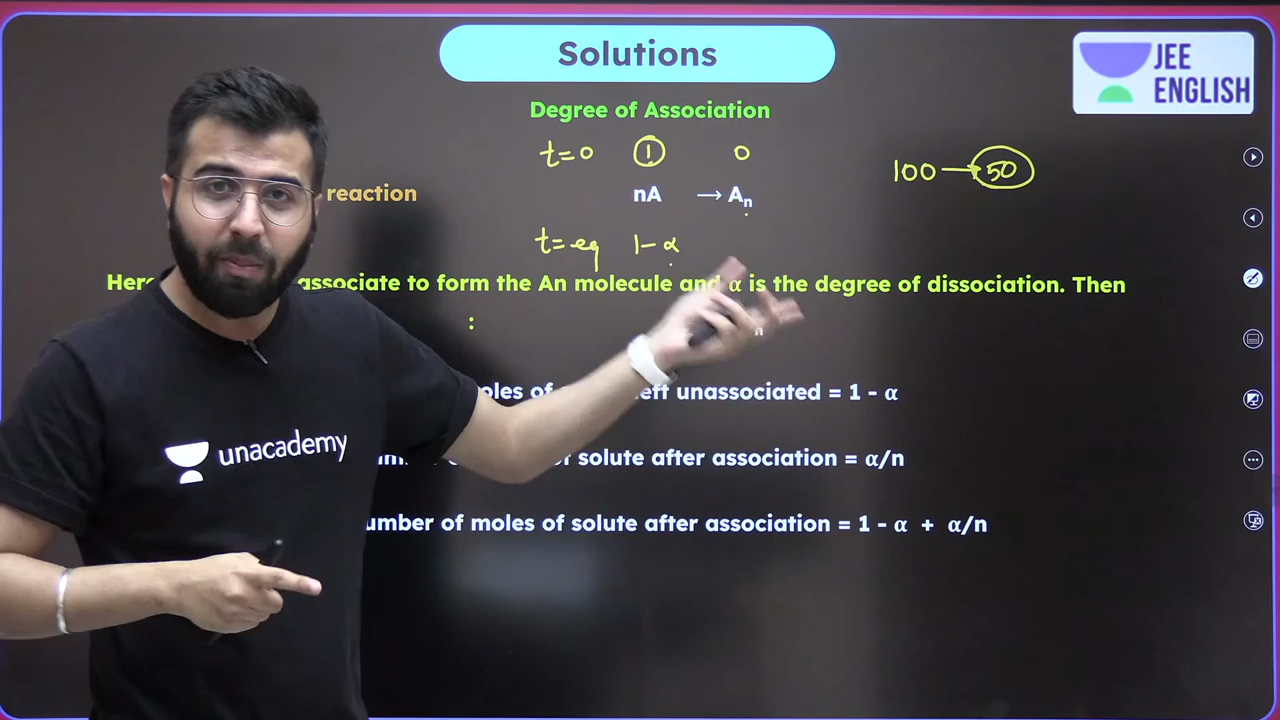 Solutions
JEE
ENGLISH
Degree of Association
t=0 1 0
100 → 50
reaction nA → An
t=eq 1-α
associate to form the An molecule and α is the degree of dissociation. Then
:
left unassociated = 1 - α
of solute after association = α/n
number of moles of solute after association = 1 - α + α/n
unacademy